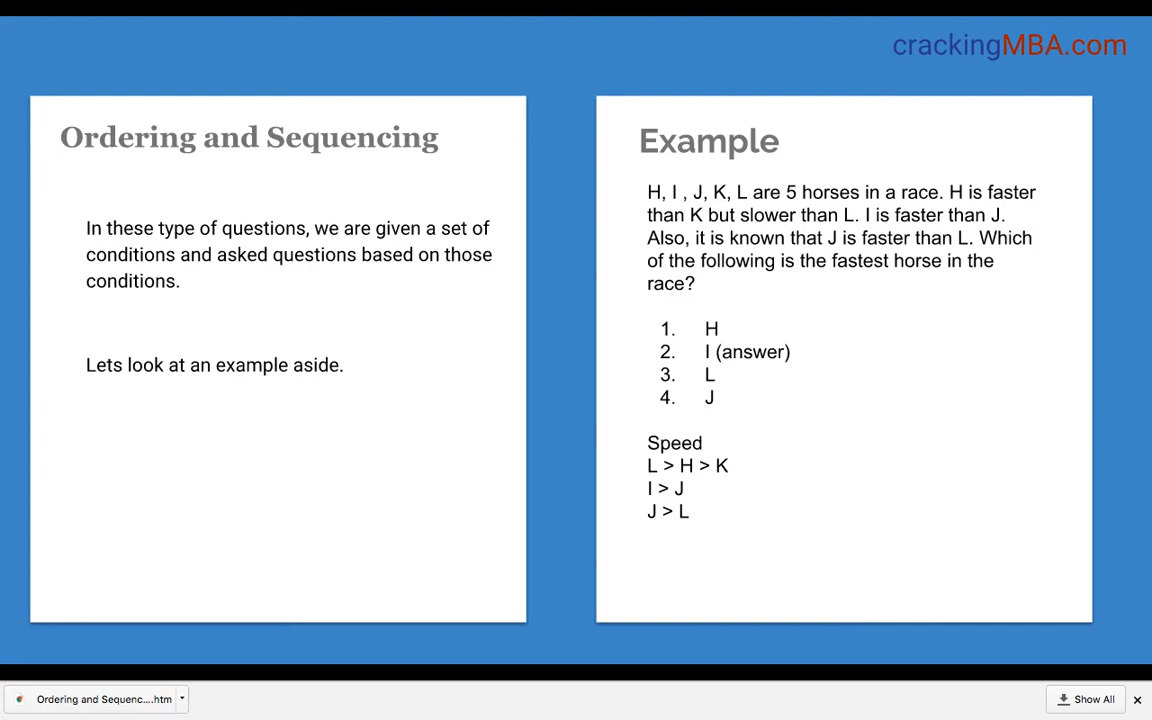 crackingMBA.com
Ordering and Sequencing
In these type of questions, we are given a set of
conditions and asked questions based on those
conditions.
Lets look at an example aside.
Example
H, I , J, K, L are 5 horses in a race. H is faster
than K but slower than L. I is faster than J.
Also, it is known that J is faster than L. Which
of the following is the fastest horse in the
race?
1. H
2. I (answer)
3. L
4. J
Speed
L > H > K
I > J
J > L
Ordering and Sequenc....htm
Show All